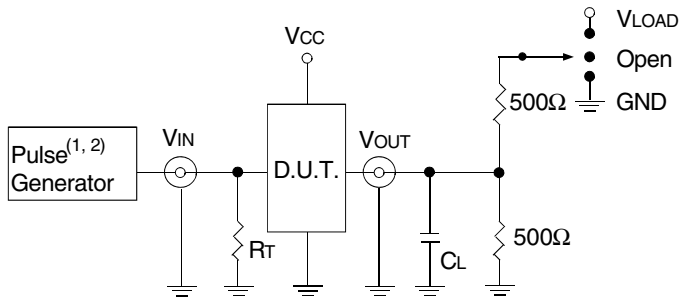 VLOAD
VCC
Open
500Ω
GND
VIN
VOUT
Pulse(1, 2)
Generator
D.U.T.
RT
CL
500Ω